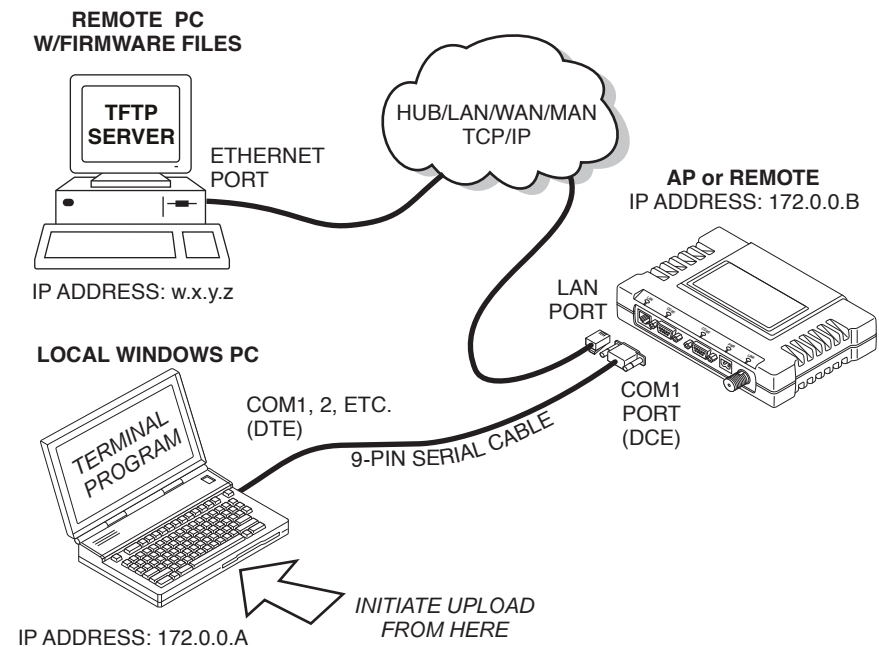 REMOTE PC
W/FIRMWARE FILES
TFTP
SERVER
ETHERNET
PORT
IP ADDRESS: w.x.y.z
HUB/LAN/WAN/MAN
TCP/IP
AP or REMOTE
IP ADDRESS: 172.0.0.B
LAN
PORT
COM1
PORT
(DCE)
LOCAL WINDOWS PC
TERMINAL
PROGRAM
COM1, 2, ETC.
(DTE)
9-PIN SERIAL CABLE
INITIATE UPLOAD
FROM HERE
IP ADDRESS: 172.0.0.A